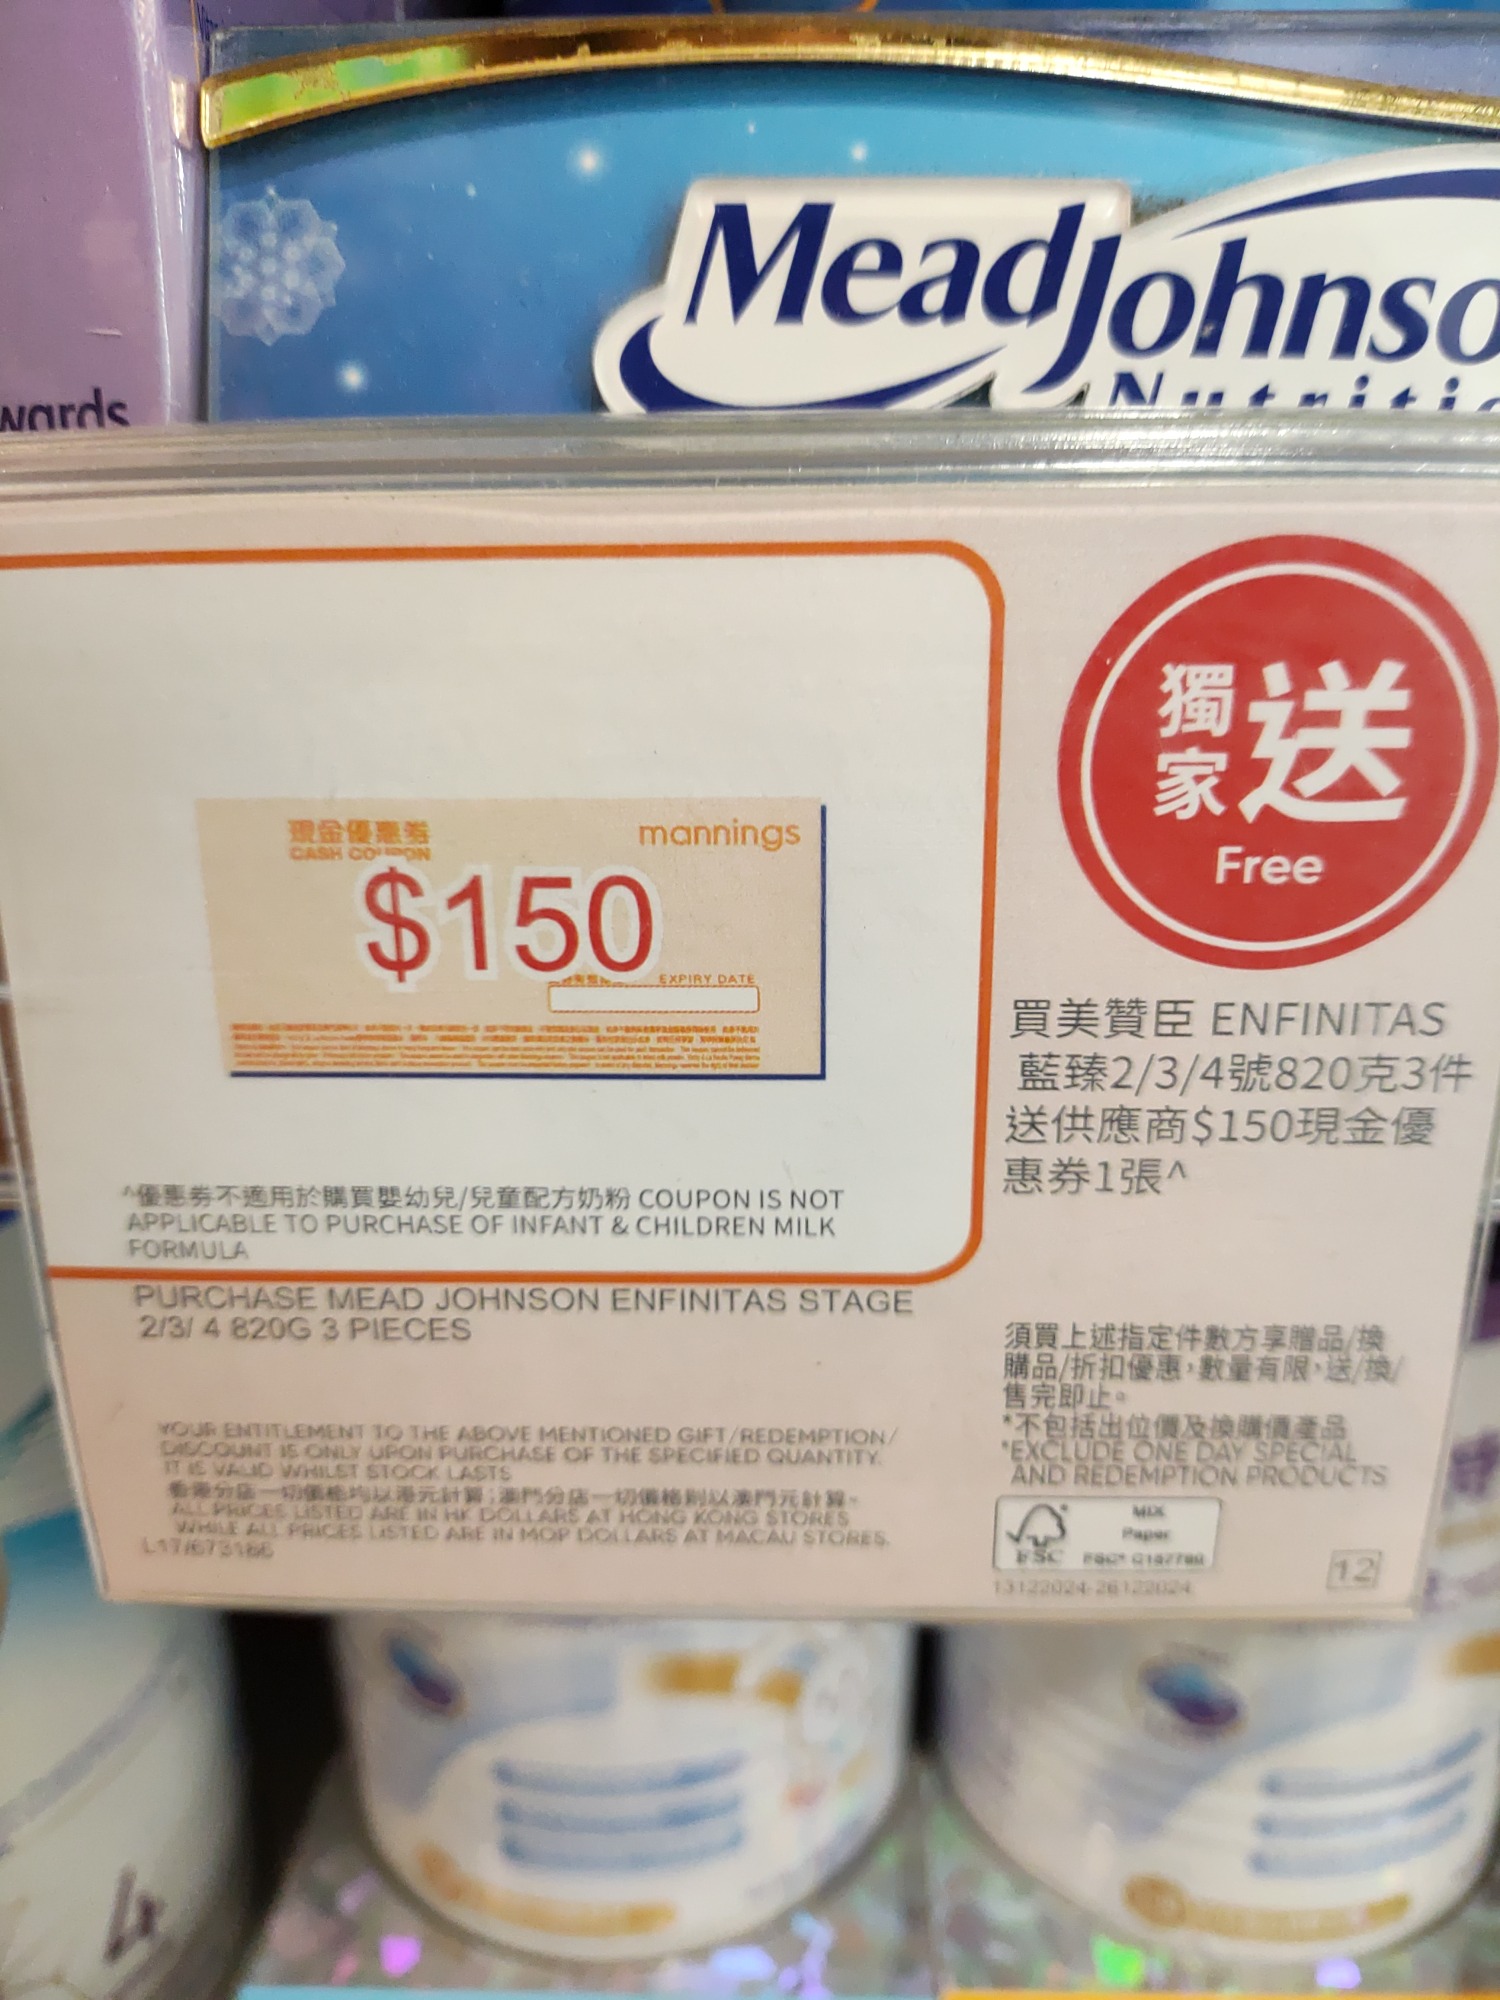 MeadJohnso
Nutriti
wards
現金優惠券
CASH COUPON
mannings
$150
EXPIRY DATE
^優惠券不適用於購買嬰幼兒/兒童配方奶粉 COUPON IS NOT
APPLICABLE TO PURCHASE OF INFANT & CHILDREN MILK
FORMULA
PURCHASE MEAD JOHNSON ENFINITAS STAGE
2/3/ 4 820G 3 PIECES
YOUR ENTITLEMENT TO THE ABOVE MENTIONED GIFT/REDEMPTION/
DISCOUNT IS ONLY UPON PURCHASE OF THE SPECIFIED QUANTITY.
IT IS VALID WHILST STOCK LASTS
香港分店一切價格均以港元計算;澳門分店一切價格則以澳門元計算。
ALL PRICES LISTED ARE IN HK DOLLARS AT HONG KONG STORES
WHILE ALL PRICES LISTED ARE IN MOP DOLLARS AT MACAU STORES.
L17/673186
獨家
送
Free
買美贊臣 ENFINITAS
藍臻2/3/4號820克3件
送供應商$150現金優
惠券1張^
須買上述指定件數方享贈品/換
購品/折扣優惠,數量有限,送/換/
售完即止。
*不包括出位價及換購價產品
*EXCLUDE ONE DAY SPECIAL
AND REDEMPTION PRODUCTS
FSC
MIX
Paper
FSC® C157780
13122024-26122024
12